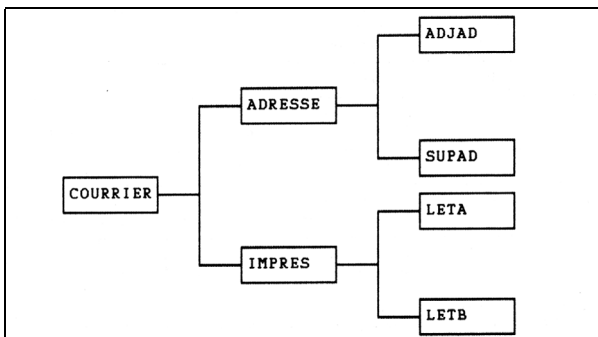 ADJAD
ADRESSE
SUPAD
COURRIER
LETA
IMPRES
LETB